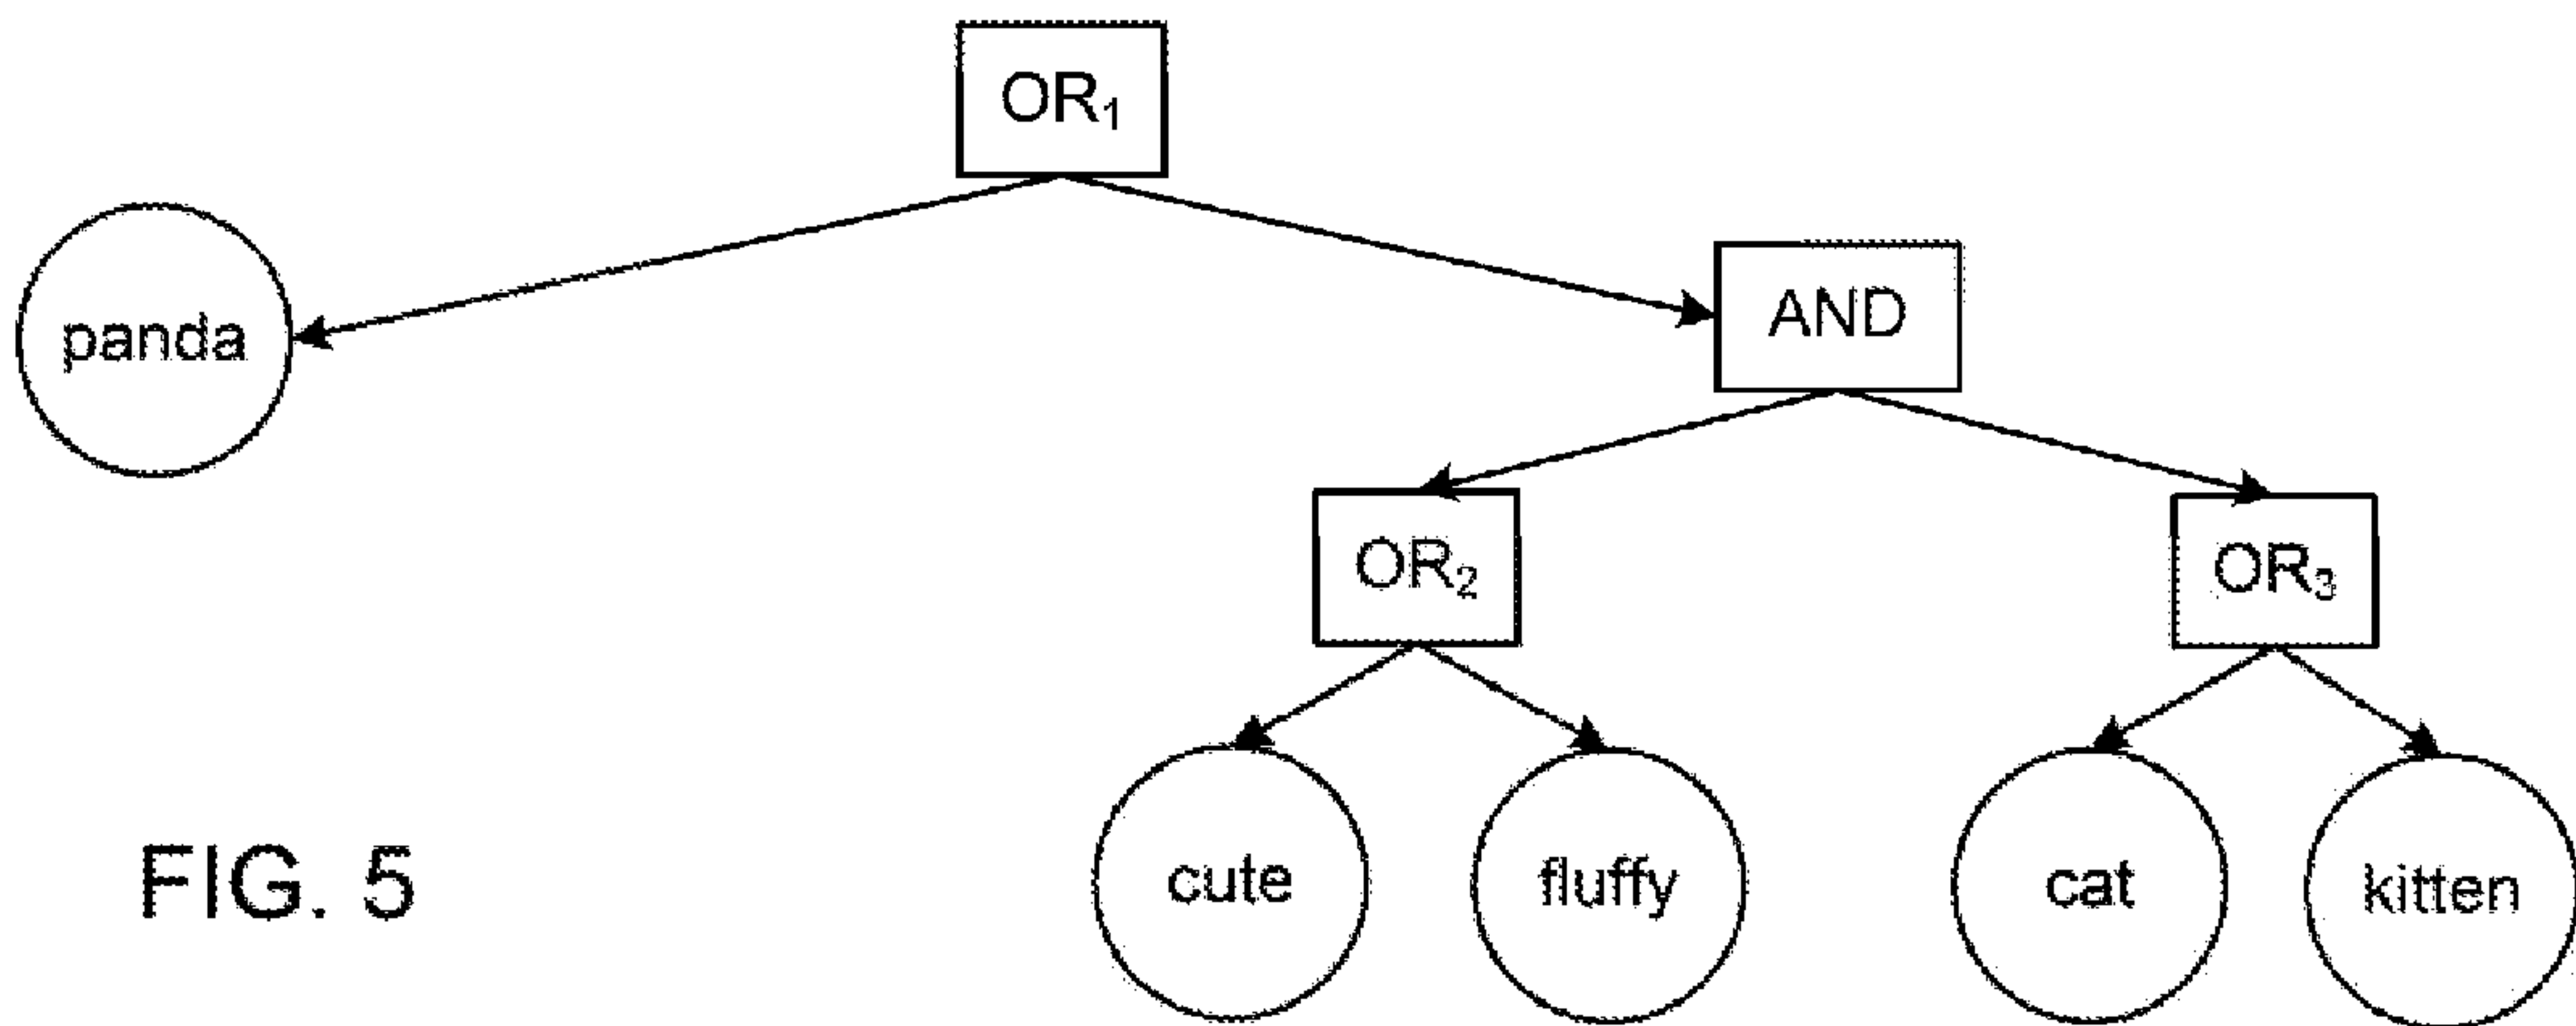 OR₁
panda
AND
OR₂
OR₃
cute
fluffy
cat
kitten
FIG. 5